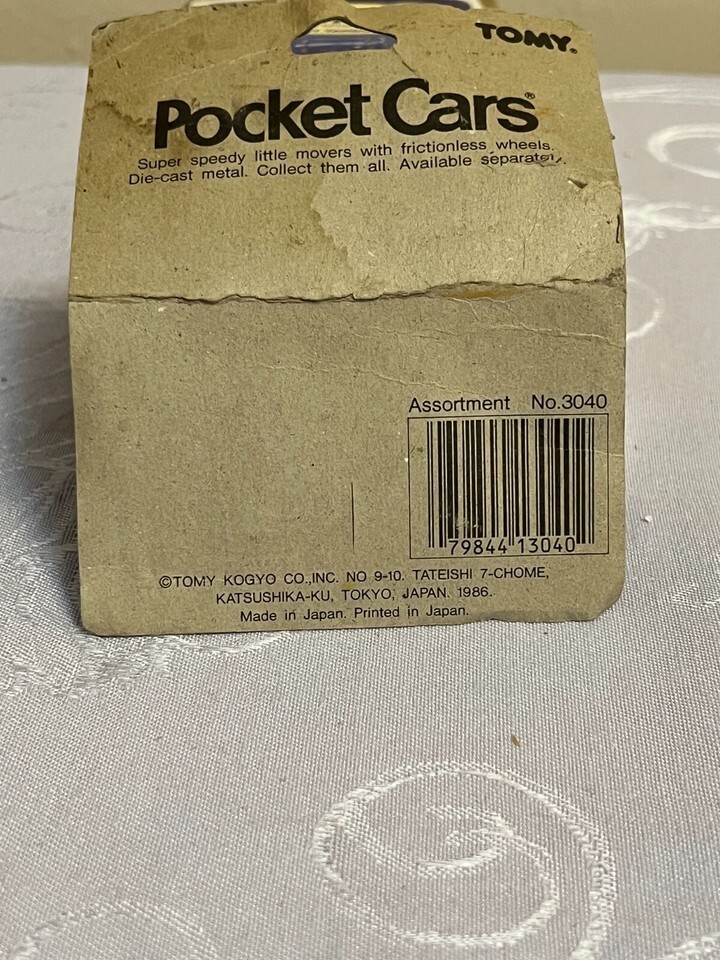 TOMY.
Pocket Cars®
Super speedy little movers with frictionless wheels.
Die-cast metal. Collect them all. Available separately.
Assortment No.3040
79844 13040
©TOMY KOGYO CO.,INC. NO 9-10. TATEISHI 7-CHOME,
KATSUSHIKA-KU, TOKYO, JAPAN. 1986.
Made in Japan. Printed in Japan.